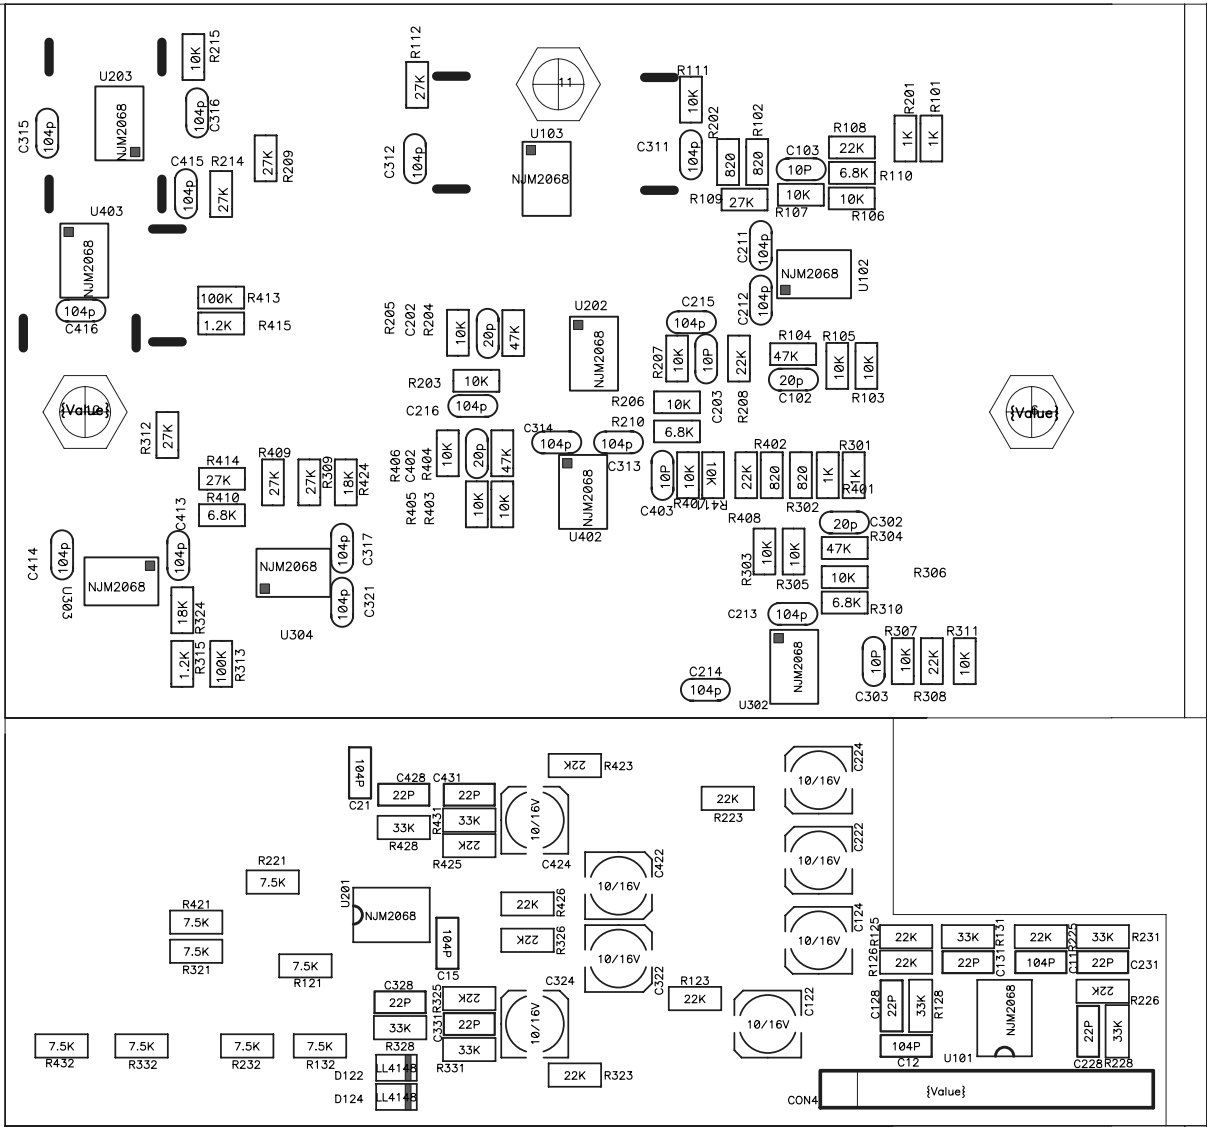 R215
10K
U203
NJM2068
C315
104p
104p
C316
R112
27K
11
R111
10K
R202
R102
R201
R101
1K
1K
R108
22K
U103
NJM2068
C312
104p
C311
104p
820
820
C103
10P
6.8K
R110
C415
R214
27K
R209
104p
27K
R109
27K
10K
R107
10K
R106
U403
NJM2068
104p
C416
C211
104p
C212
104p
NJM2068
U102
100K
R413
1.2K
R415
R205
C202
R204
10K
20p
47K
U202
NJM2068
C215
104p
R207
10K
10P
22K
R104
R105
47K
10K
10K
20p
C102
R103
R203
10K
C216
104p
R206
10K
C203
R208
R210
6.8K
{Value}
10
{Value}
6
R312
27K
R406
C402
R404
10K
20p
47K
C314
104p
104p
C313
R405
R403
10K
10K
NJM2068
U402
R402
R301
10P
10K
10K
22K
820
820
1K
1K
C403
R407
R411
R302
R401
R408
R414
27K
R409
27K
27K
R309
18K
R424
R410
6.8K
C413
104p
C414
104p
NJM2068
U303
NJM2068
U304
104p
C317
104p
C321
18K
R324
1.2K
R315
100K
R313
20p
C302
R304
47K
R303
10K
10K
R305
10K
R306
6.8K
R310
C213
104p
NJM2068
U302
C214
104p
R307
R311
10P
10K
22K
10K
C303
R308
104P
C21
C428
22P
C431
22P
33K
R428
R431
33K
22K
R425
10/16V
C424
22K
R423
22K
R223
10/16V
C224
10/16V
C222
10/16V
C124
R221
7.5K
R421
7.5K
7.5K
R321
7.5K
R121
U201
NJM2068
104P
C15
22K
R426
22K
R326
10/16V
C422
10/16V
C322
C328
22P
33K
R328
R325
22K
C331
22P
33K
R331
10/16V
C324
R123
22K
10/16V
C122
22K
R323
7.5K
R432
7.5K
R332
7.5K
R232
7.5K
R132
D122
LL4148
D124
LL4148
R125
22K
33K
R131
22K
R225
33K
R231
R126
22K
22P
C131
104P
C11
22P
C231
C128
22P
33K
R128
NJM2068
U101
22K
R226
22P
33K
C228
R228
104P
C12
CON4
{Value}